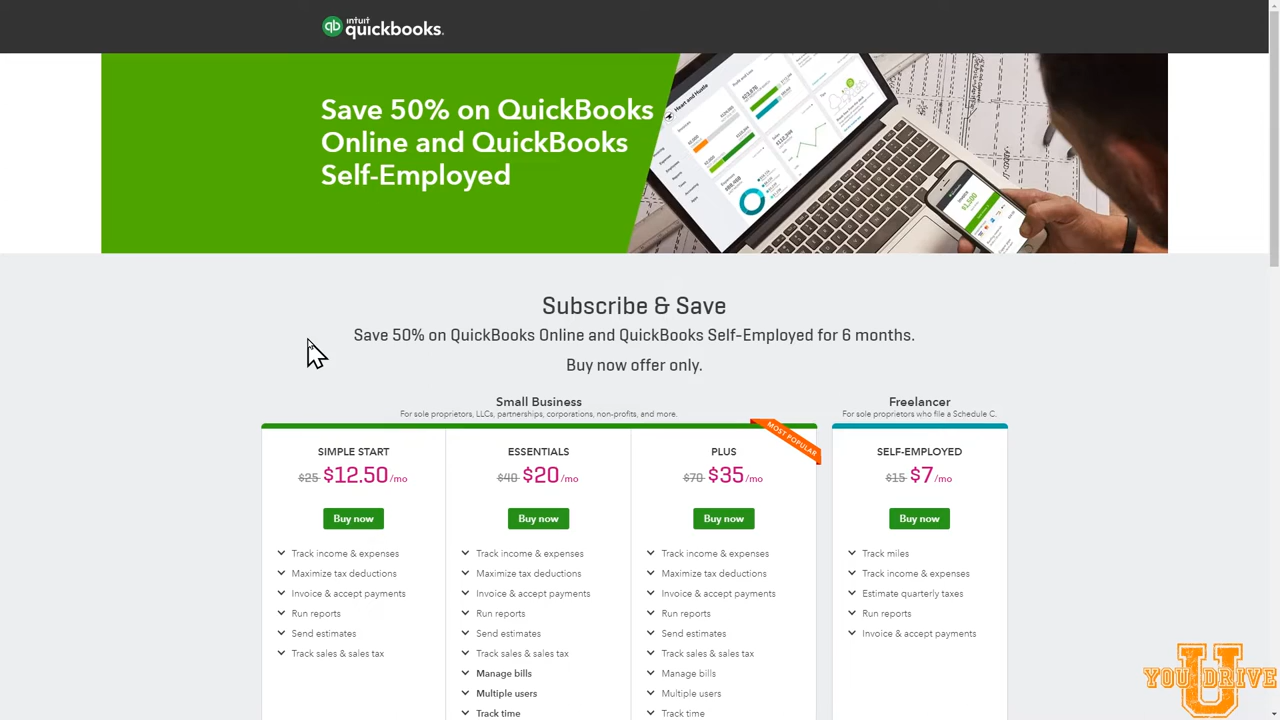 intuit
qb quickbooks.
Save 50% on QuickBooks
Online and QuickBooks
Self-Employed
Subscribe & Save
Save 50% on QuickBooks Online and QuickBooks Self-Employed for 6 months.
Buy now offer only.
Small Business
For sole proprietors, LLCs, partnerships, corporations, non-profits, and more.
MOST POPULAR
SIMPLE START
$25 $12.50/mo
Buy now
Track income & expenses
Maximize tax deductions
Invoice & accept payments
Run reports
Send estimates
Track sales & sales tax
ESSENTIALS
$40 $20/mo
Buy now
Track income & expenses
Maximize tax deductions
Invoice & accept payments
Run reports
Send estimates
Track sales & sales tax
Manage bills
Multiple users
Track time
PLUS
$70 $35/mo
Buy now
Track income & expenses
Maximize tax deductions
Invoice & accept payments
Run reports
Send estimates
Track sales & sales tax
Manage bills
Multiple users
Track time
Freelancer
For sole proprietors who file a Schedule C.
SELF-EMPLOYED
$15 $7/mo
Buy now
Track miles
Track income & expenses
Estimate quarterly taxes
Run reports
Invoice & accept payments
YOU DRIVE
U